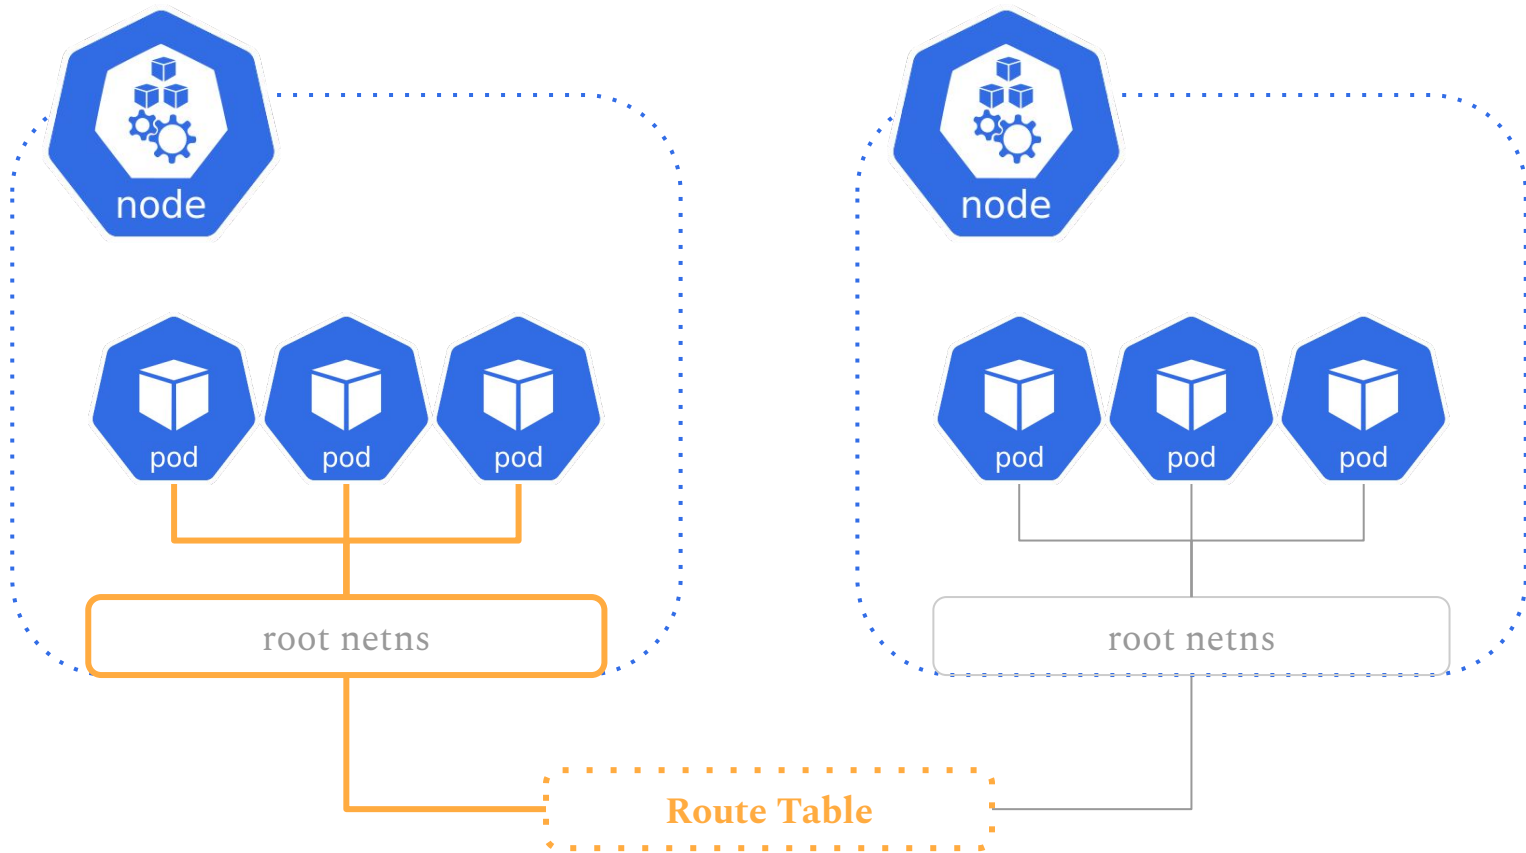 node
node
pod
pod
pod
pod
pod
pod
root netns
root netns
Route Table